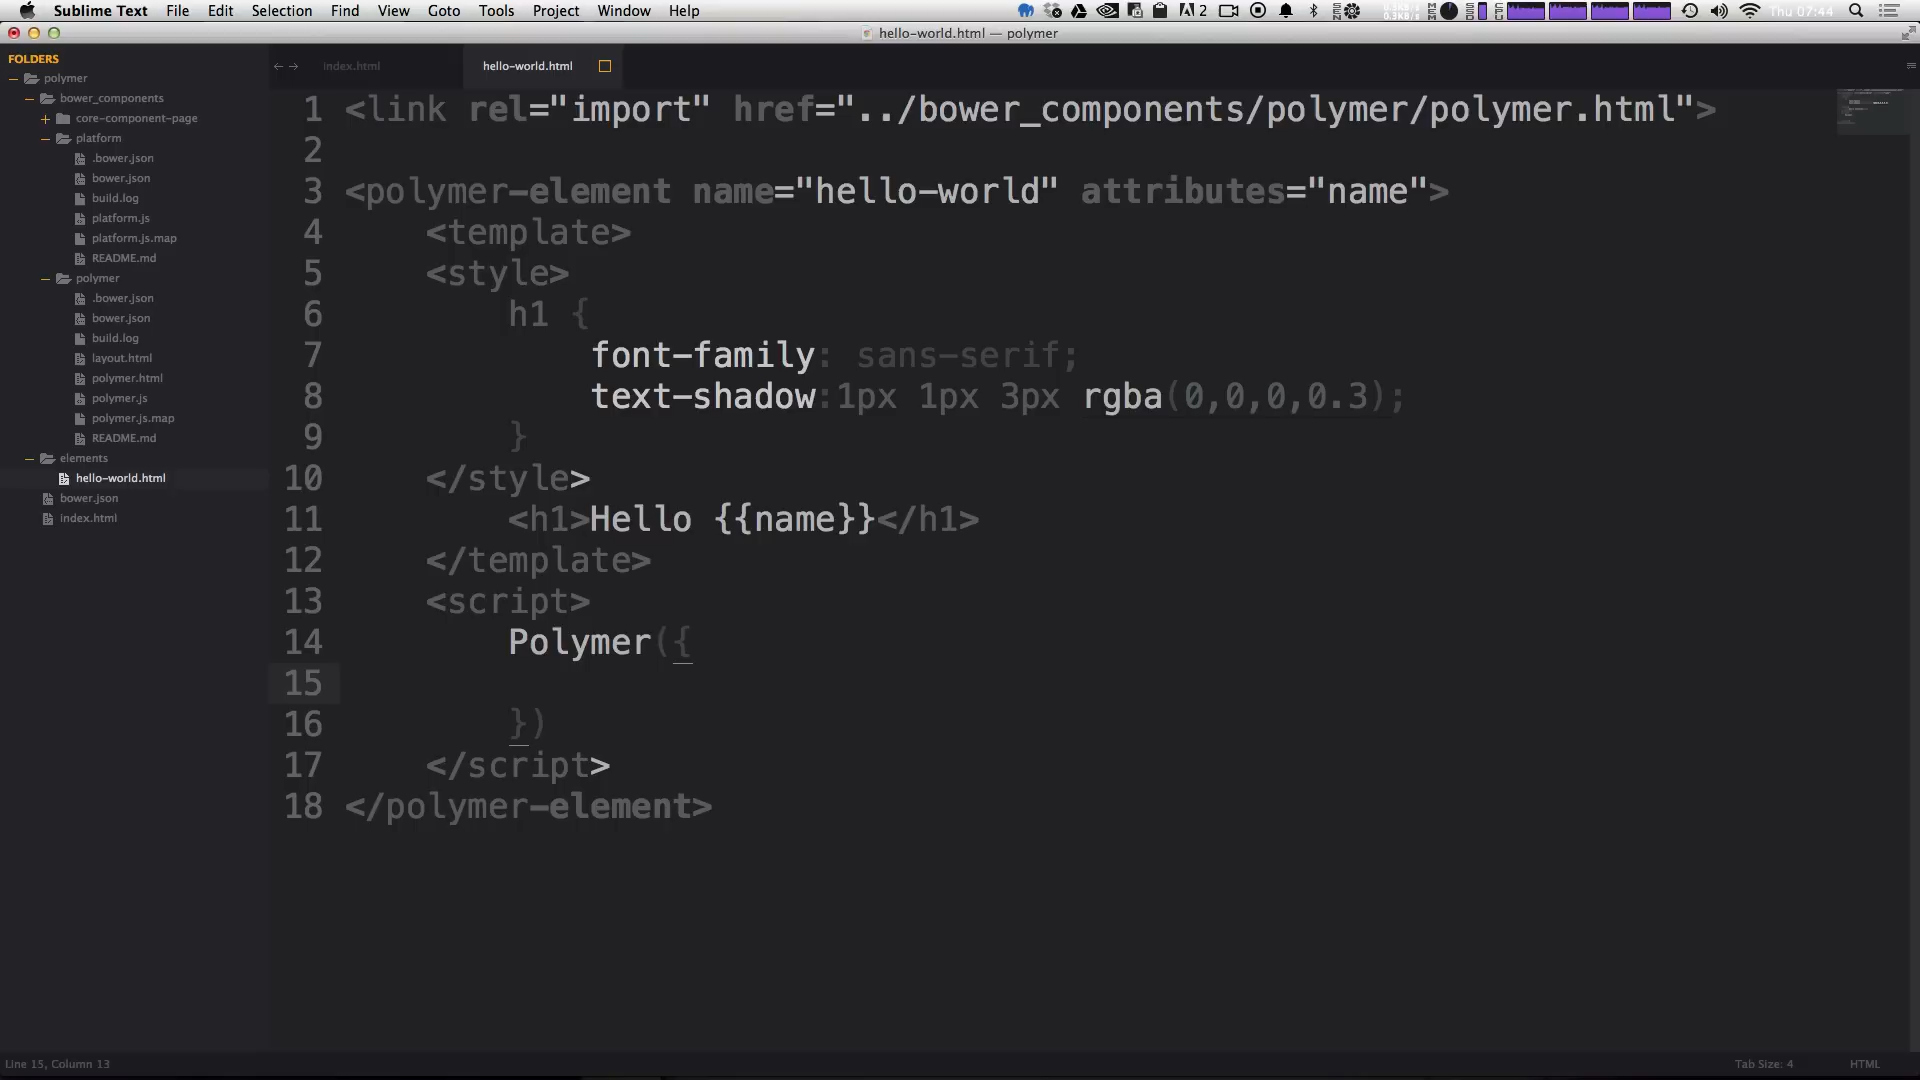 Sublime Text File Edit Selection Find View Goto Tools Project Window Help 2 Thu 07:44
hello-world.html — polymer
FOLDERS
polymer
bower_components
core-component-page
platform
.bower.json
bower.json
build.log
platform.js
platform.js.map
README.md
polymer
.bower.json
bower.json
build.log
layout.html
polymer.html
polymer.js
polymer.js.map
README.md
elements
hello-world.html
bower.json
index.html
index.html hello-world.html
1 <link rel="import" href="../bower_components/polymer/polymer.html">
2
3 <polymer-element name="hello-world" attributes="name">
4 <template>
5 <style>
6 h1 {
7 font-family: sans-serif;
8 text-shadow:1px 1px 3px rgba(0,0,0,0.3);
9 }
10 </style>
11 <h1>Hello {{name}}</h1>
12 </template>
13 <script>
14 Polymer({
15
16 })
17 </script>
18 </polymer-element>
Line 15, Column 13 Tab Size: 4 HTML